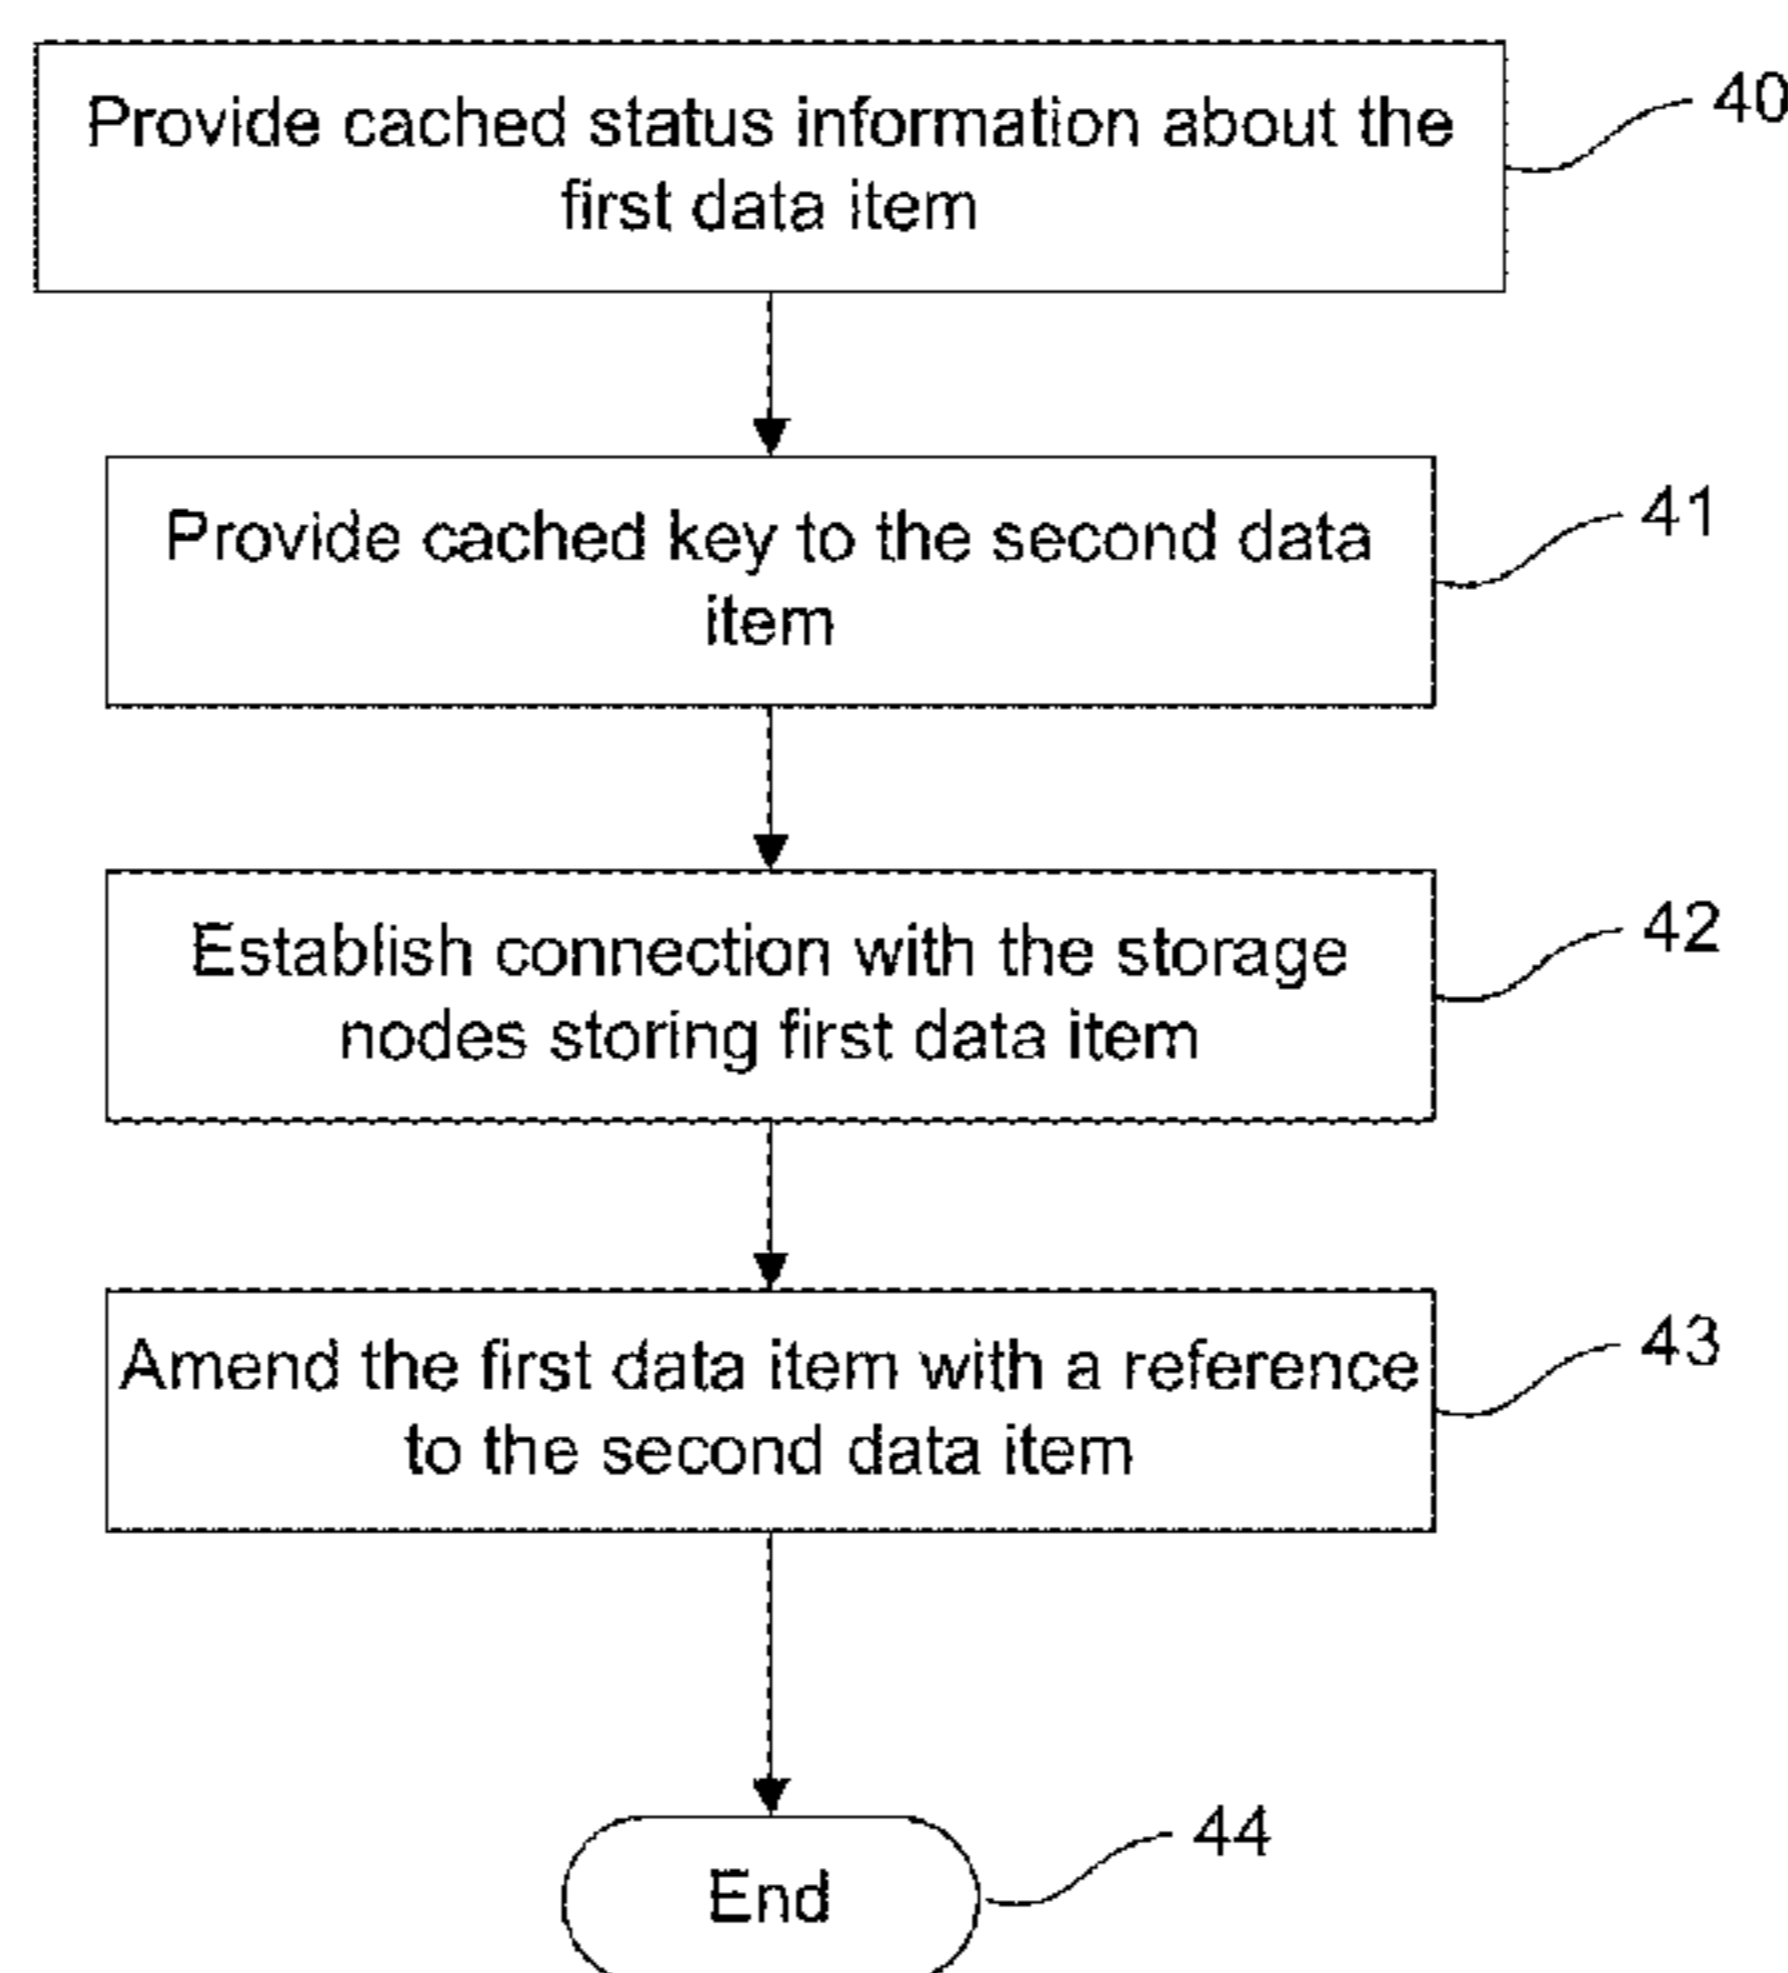 Provide cached status information about the
first data item
40
Provide cached key to the second data
item
41
Establish connection with the storage
nodes storing first data item
42
Amend the first data item with a reference
to the second data item
43
End
44